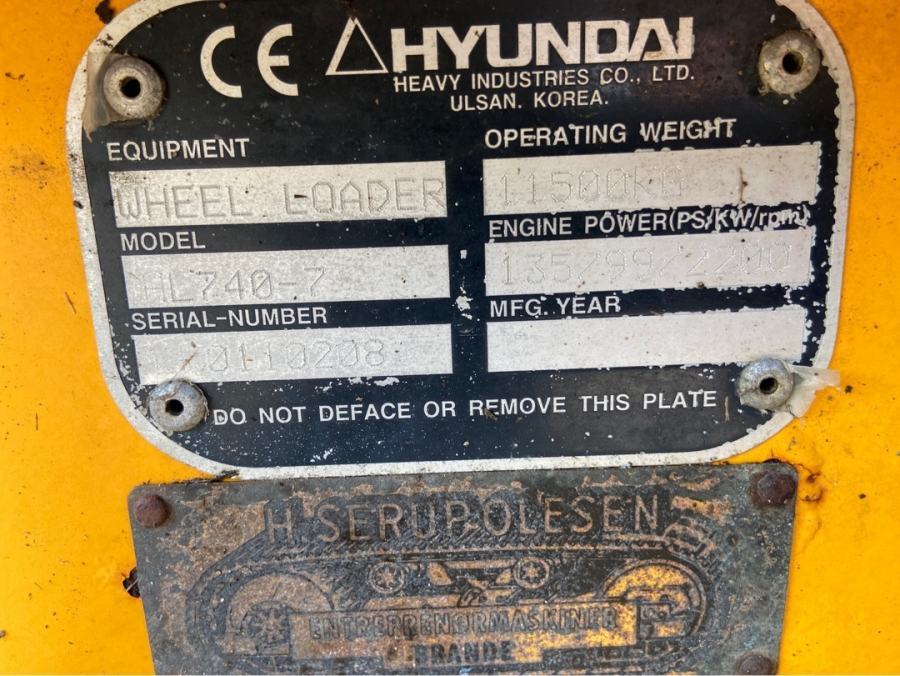 CE HYUNDAI
HEAVY INDUSTRIES CO., LTD.
ULSAN. KOREA.
EQUIPMENT
WHEEL LOADER
OPERATING WEIGHT
11500KG
MODEL
HL740-7
ENGINE POWER(PS/KW/rpm)
135/99/2200
SERIAL-NUMBER
0110208
MFG. YEAR
DO NOT DEFACE OR REMOVE THIS PLATE
H. SERUP-OLESEN
ENTREPRENØRMASKINER
BRANDE